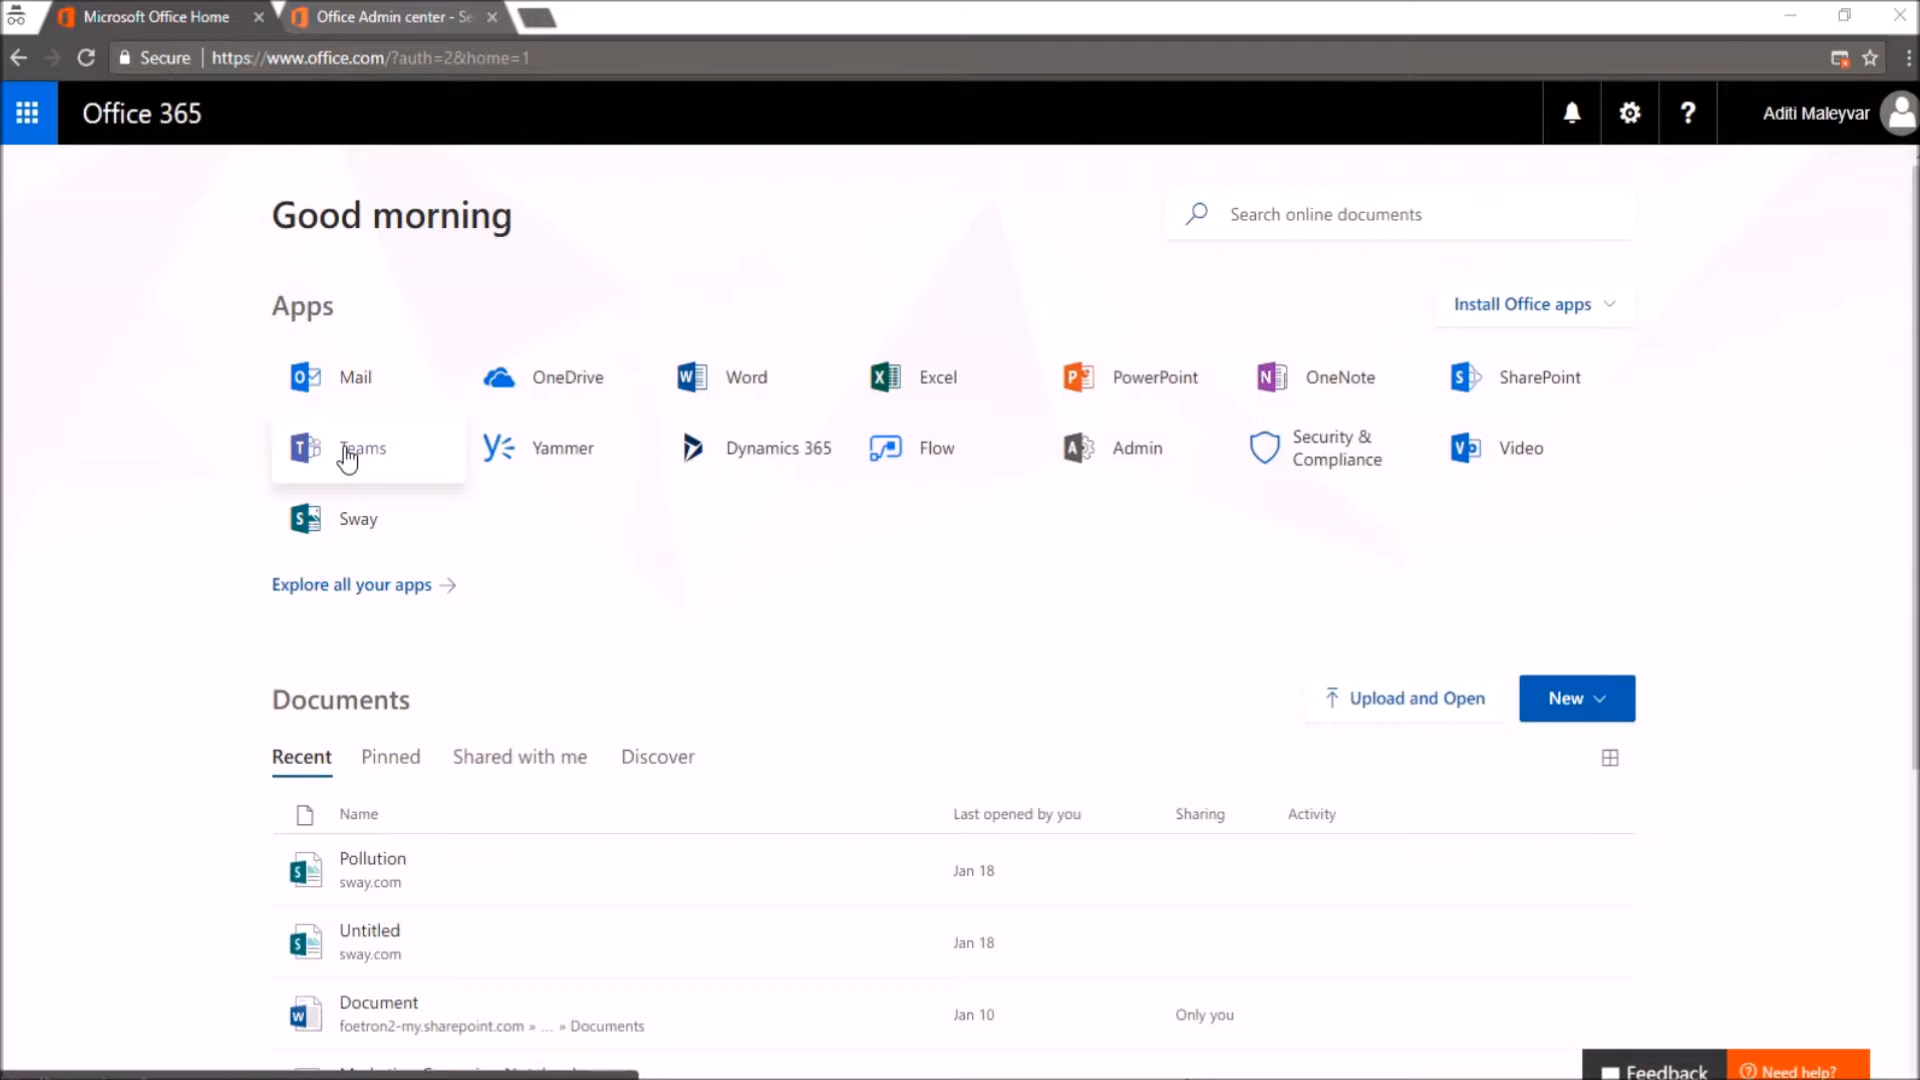 Microsoft Office Home
Office Admin center - Se
Secure
https://www.office.com/?auth=2&home=1
Office 365
?
Aditi Maleyvar
Good morning
Search online documents
Apps
Install Office apps
Mail
OneDrive
Word
Excel
PowerPoint
OneNote
SharePoint
Teams
Yammer
Dynamics 365
Flow
Admin
Security &
Compliance
Video
Sway
Explore all your apps
Documents
Upload and Open
New
Recent
Pinned
Shared with me
Discover
Name
Last opened by you
Sharing
Activity
Pollution
sway.com
Jan 18
Untitled
sway.com
Jan 18
Document
foetron2-my.sharepoint.com » ... » Documents
Jan 10
Only you
Feedback
Need help?